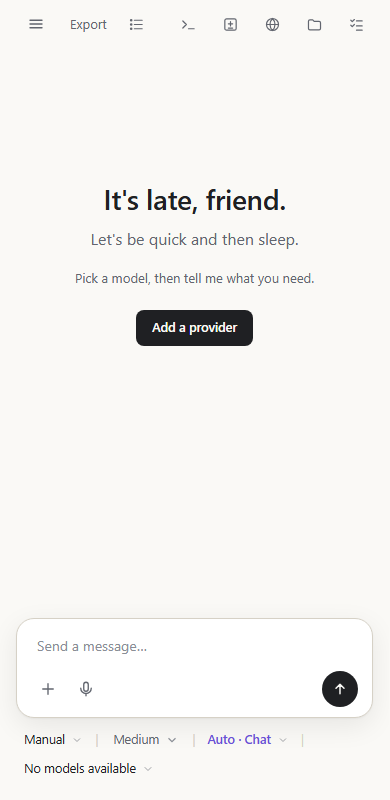 Export
It's late, friend.
Let's be quick and then sleep.
Pick a model, then tell me what you need.
Add a provider
Send a message...
Manual | Medium | Auto · Chat |
No models available